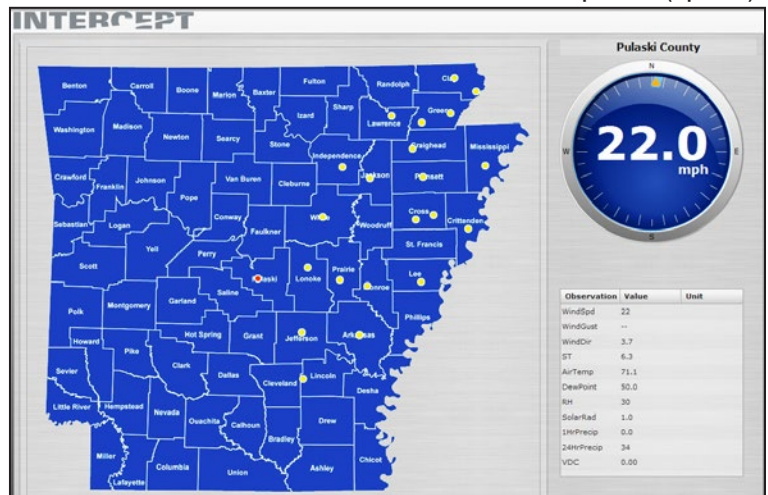 INTERCEPT
Pulaski County
N
22.0
W
E
mph
S
Benton
Carroll
Boone
Marion
Baxter
Fulton
Randolph
Clay
Izard
Sharp
Lawrence
Greene
Washington
Madison
Newton
Searcy
Stone
Independence
Jackson
Craighead
Mississippi
Poinsett
Crawford
Franklin
Johnson
Pope
Van Buren
Cleburne
White
Woodruff
Cross
Crittenden
Sebastian
Logan
Conway
Faulkner
St. Francis
Scott
Yell
Perry
Pulaski
Lonoke
Prairie
Monroe
Lee
Phillips
Polk
Montgomery
Garland
Saline
Hot Spring
Grant
Jefferson
Arkansas
Howard
Pike
Clark
Dallas
Cleveland
Lincoln
Desha
Sevier
Little River
Hempstead
Nevada
Ouachita
Calhoun
Bradley
Drew
Miller
Lafayette
Columbia
Union
Ashley
Chicot
Observation Value Unit
WindSpd 22
WindGust --
WindDir 3.7
ST 6.3
AirTemp 71.1
DewPoint 50.0
RH 30
SolarRad 1.0
1HrPrecip 0.0
24HrPrecip 34
VDC 0.00